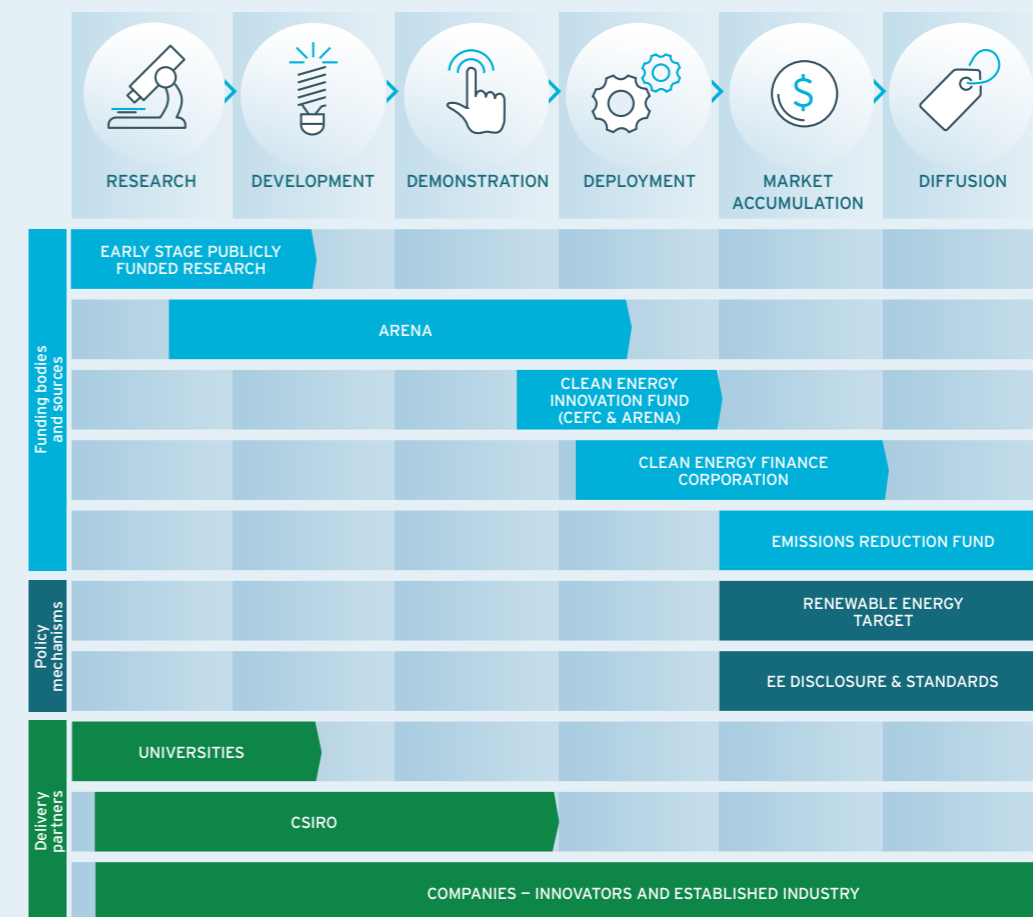 RESEARCH
DEVELOPMENT
DEMONSTRATION
DEPLOYMENT
MARKET
ACCUMULATION
DIFFUSION
$
Funding bodies
and sources
EARLY STAGE PUBLICLY
FUNDED RESEARCH
ARENA
CLEAN ENERGY
INNOVATION FUND
(CEFC & ARENA)
CLEAN ENERGY FINANCE
CORPORATION
EMISSIONS REDUCTION FUND
Policy
mechanisms
RENEWABLE ENERGY
TARGET
EE DISCLOSURE & STANDARDS
Delivery
partners
UNIVERSITIES
CSIRO
COMPANIES – INNOVATORS AND ESTABLISHED INDUSTRY